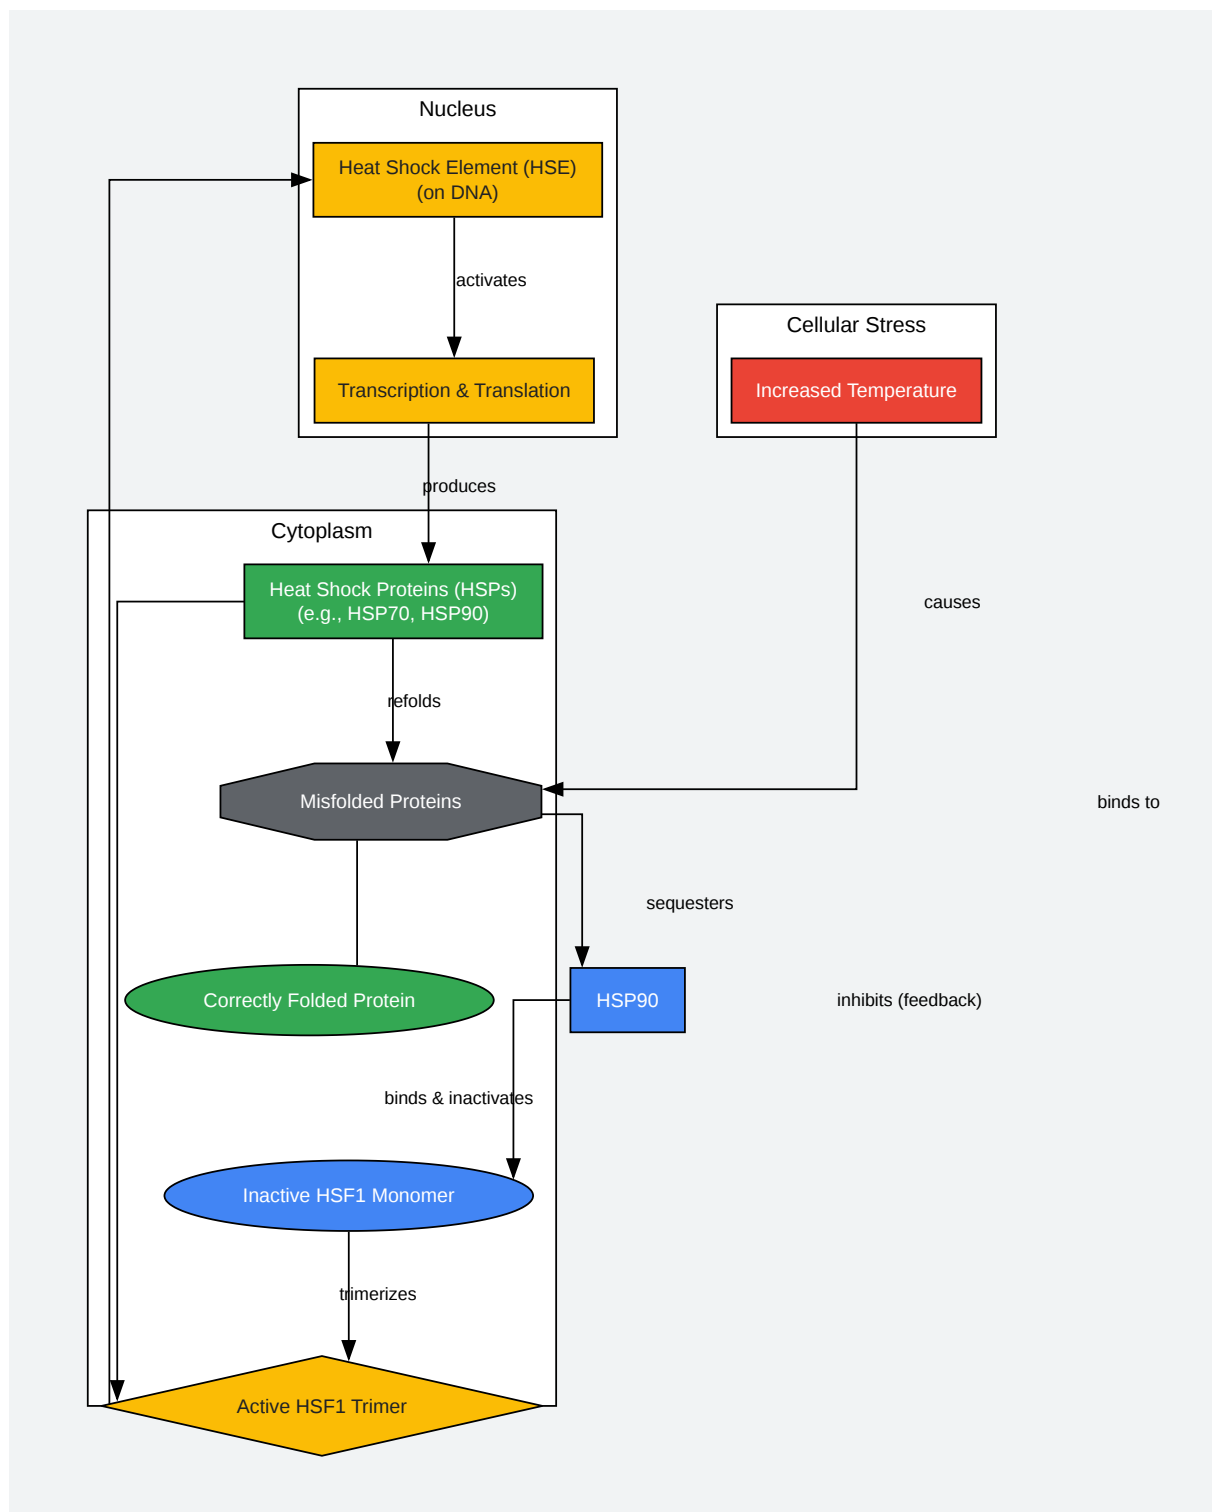 Nucleus
Heat Shock Element (HSE)
(on DNA)
activates
Cellular Stress
Transcription & Translation
Increased Temperature
produces
Cytoplasm
Heat Shock Proteins (HSPs)
(e.g., HSP70, HSP90)
causes
refolds
Misfolded Proteins
binds to
sequesters
Correctly Folded Protein
HSP90
inhibits (feedback)
binds & inactivates
Inactive HSF1 Monomer
trimerizes
Active HSF1 Trimer